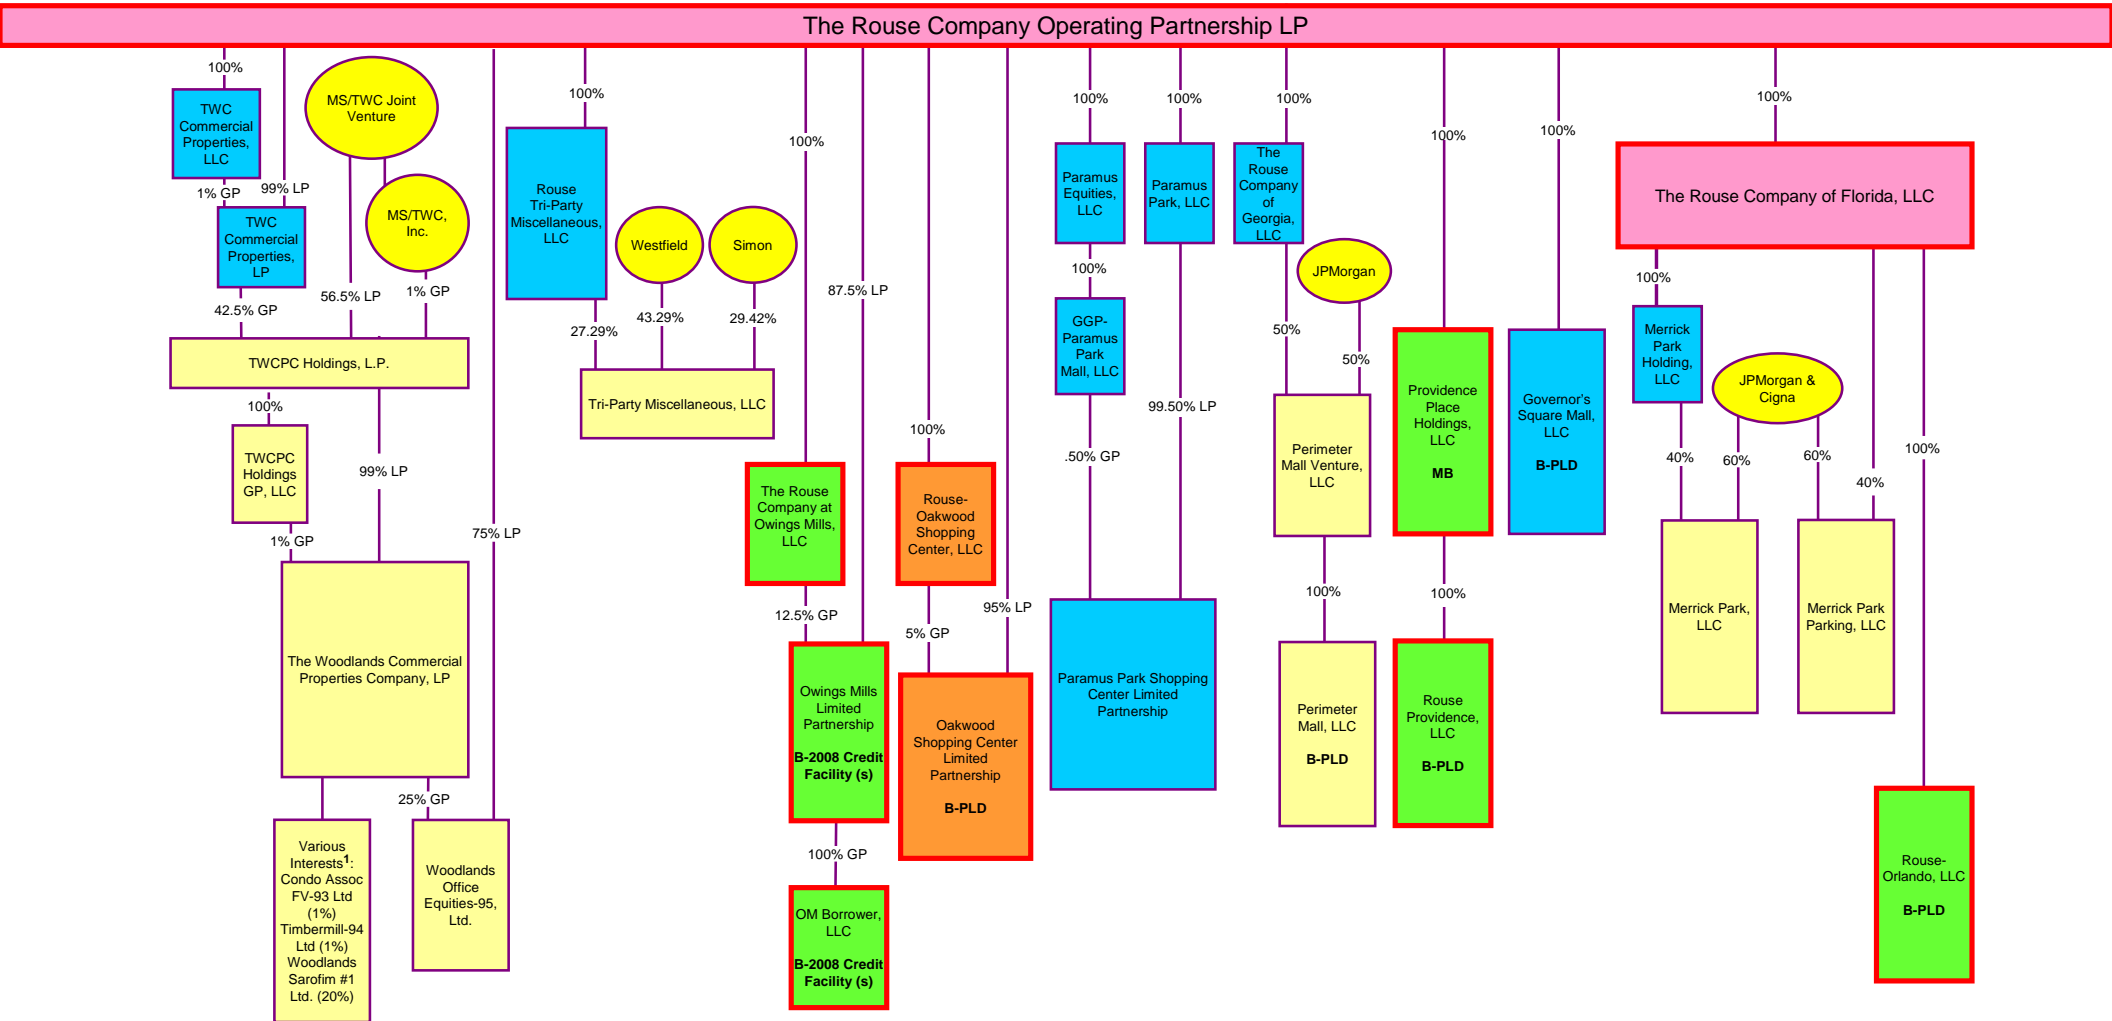 The Rouse Company Operating Partnership LP
100%
TWC
Commercial
Properties,
LLC
1% GP
99% LP
TWC
Commercial
Properties,
LP
42.5% GP
MS/TWC Joint
Venture
56.5% LP
MS/TWC,
Inc.
1% GP
TWCPC Holdings, L.P.
100%
TWCPC
Holdings
GP, LLC
1% GP
99% LP
The Woodlands Commercial
Properties Company, LP
Various
Interests1:
Condo Assoc
FV-93 Ltd
(1%)
Timbermill-94
Ltd (1%)
Woodlands
Sarofim #1
Ltd. (20%)
25% GP
75% LP
Woodlands
Office
Equities-95,
Ltd.
100%
Rouse
Tri-Party
Miscellaneous,
LLC
27.29%
Westfield
43.29%
Simon
29.42%
Tri-Party Miscellaneous, LLC
100%
The Rouse
Company at
Owings Mills,
LLC
12.5% GP
87.5% LP
Owings Mills
Limited
Partnership
B-2008 Credit
Facility (s)
100% GP
OM Borrower,
LLC
B-2008 Credit
Facility (s)
100%
Rouse-
Oakwood
Shopping
Center, LLC
5% GP
95% LP
Oakwood
Shopping Center
Limited
Partnership
B-PLD
100%
Paramus
Equities,
LLC
100%
GGP-
Paramus
Park
Mall, LLC
.50% GP
100%
Paramus
Park, LLC
99.50% LP
Paramus Park Shopping
Center Limited
Partnership
100%
The
Rouse
Company
of
Georgia,
LLC
50%
JPMorgan
50%
Perimeter
Mall Venture,
LLC
100%
Perimeter
Mall, LLC
B-PLD
100%
Providence
Place
Holdings,
LLC
MB
100%
Rouse
Providence,
LLC
B-PLD
100%
Governor's
Square Mall,
LLC
B-PLD
100%
The Rouse Company of Florida, LLC
100%
Merrick
Park
Holding,
LLC
40%
JPMorgan &
Cigna
60%
60%
40%
Merrick Park,
LLC
Merrick Park
Parking, LLC
100%
Rouse-
Orlando, LLC
B-PLD